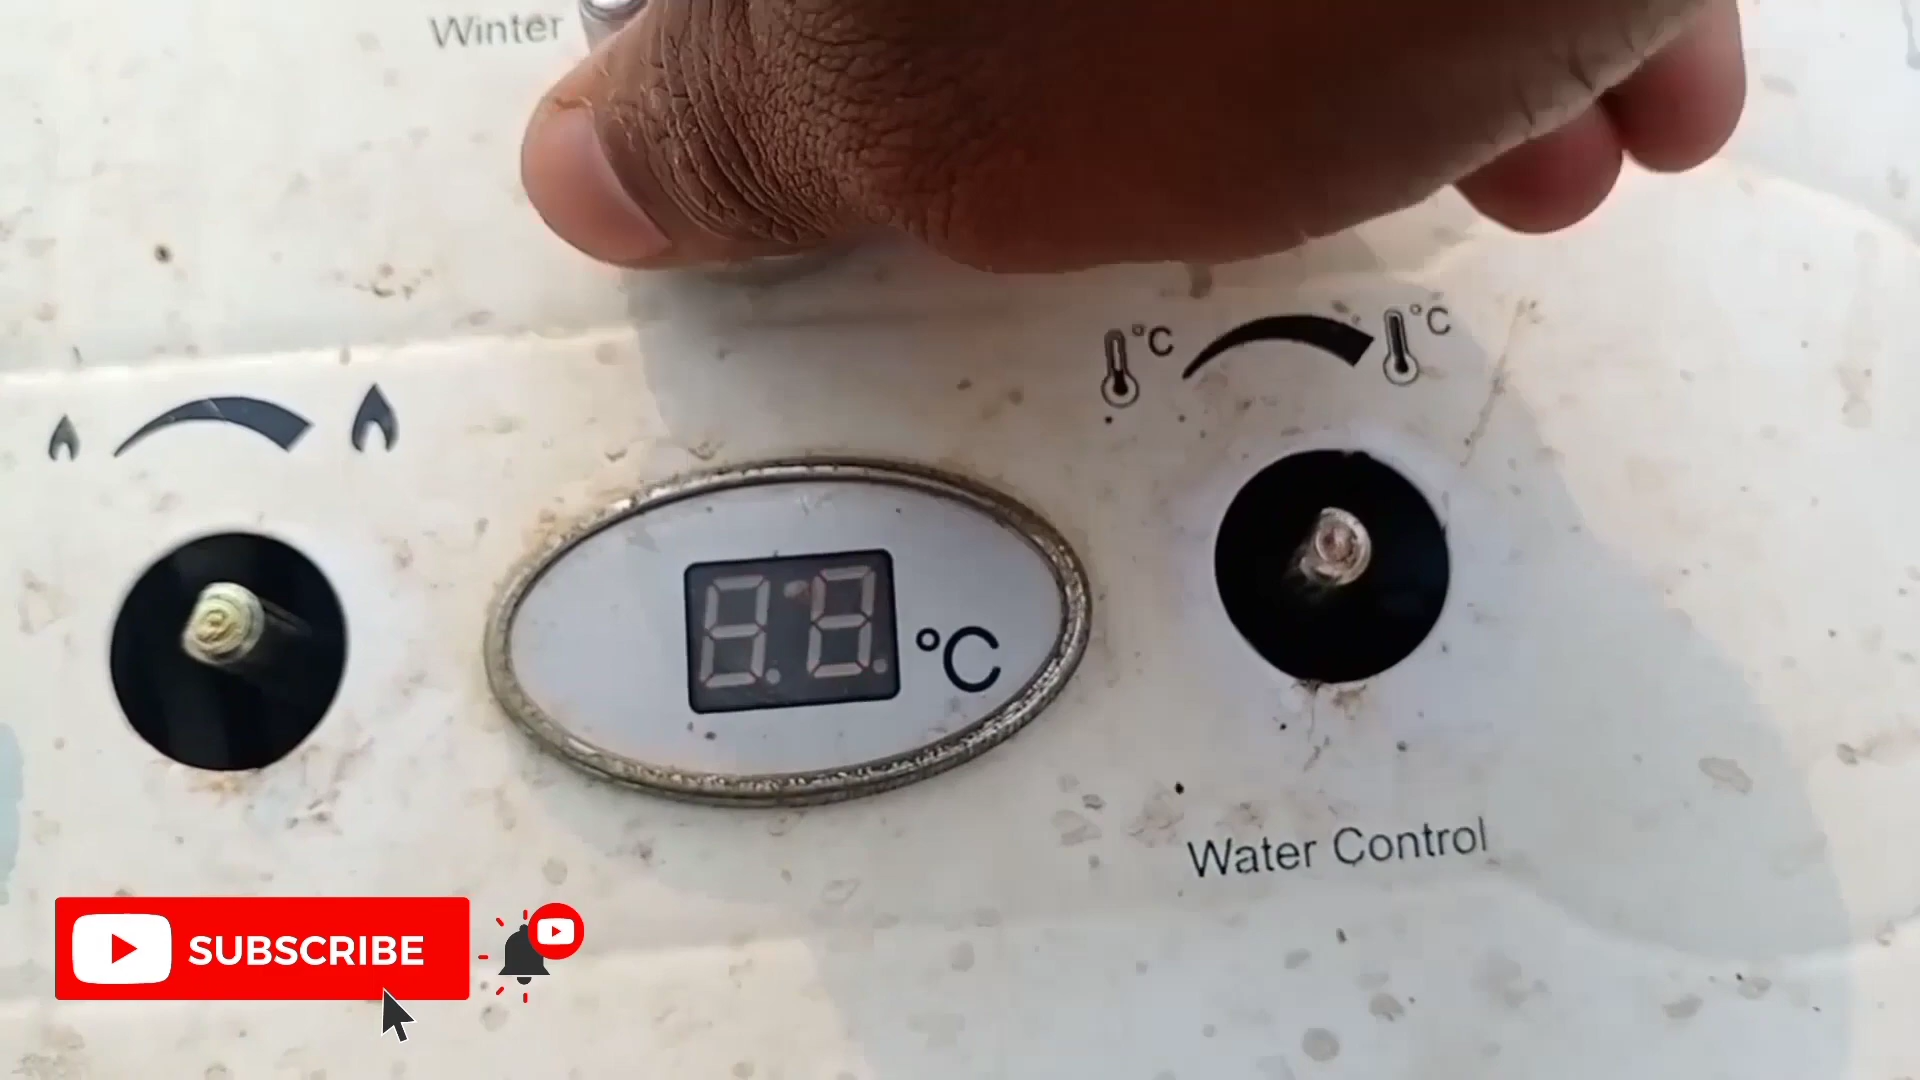 Winter
°C
°C
°C
Water Control
SUBSCRIBE